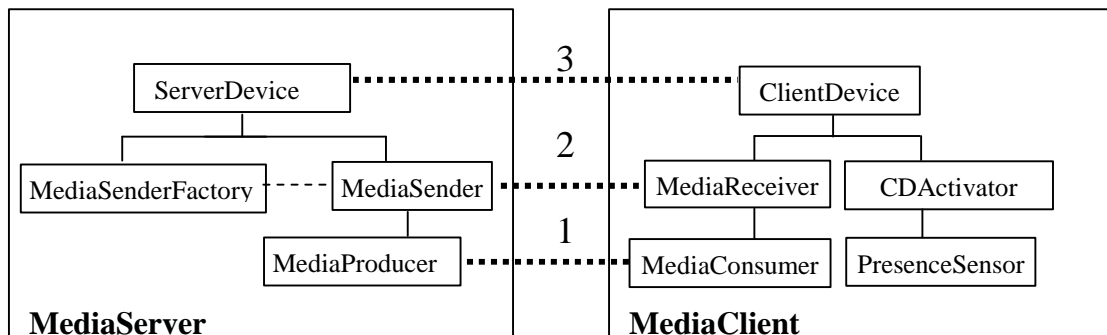 3
ServerDevice
ClientDevice
2
MediaSenderFactory
MediaSender
MediaReceiver
CDActivator
1
MediaProducer
MediaConsumer
PresenceSensor
MediaServer
MediaClient